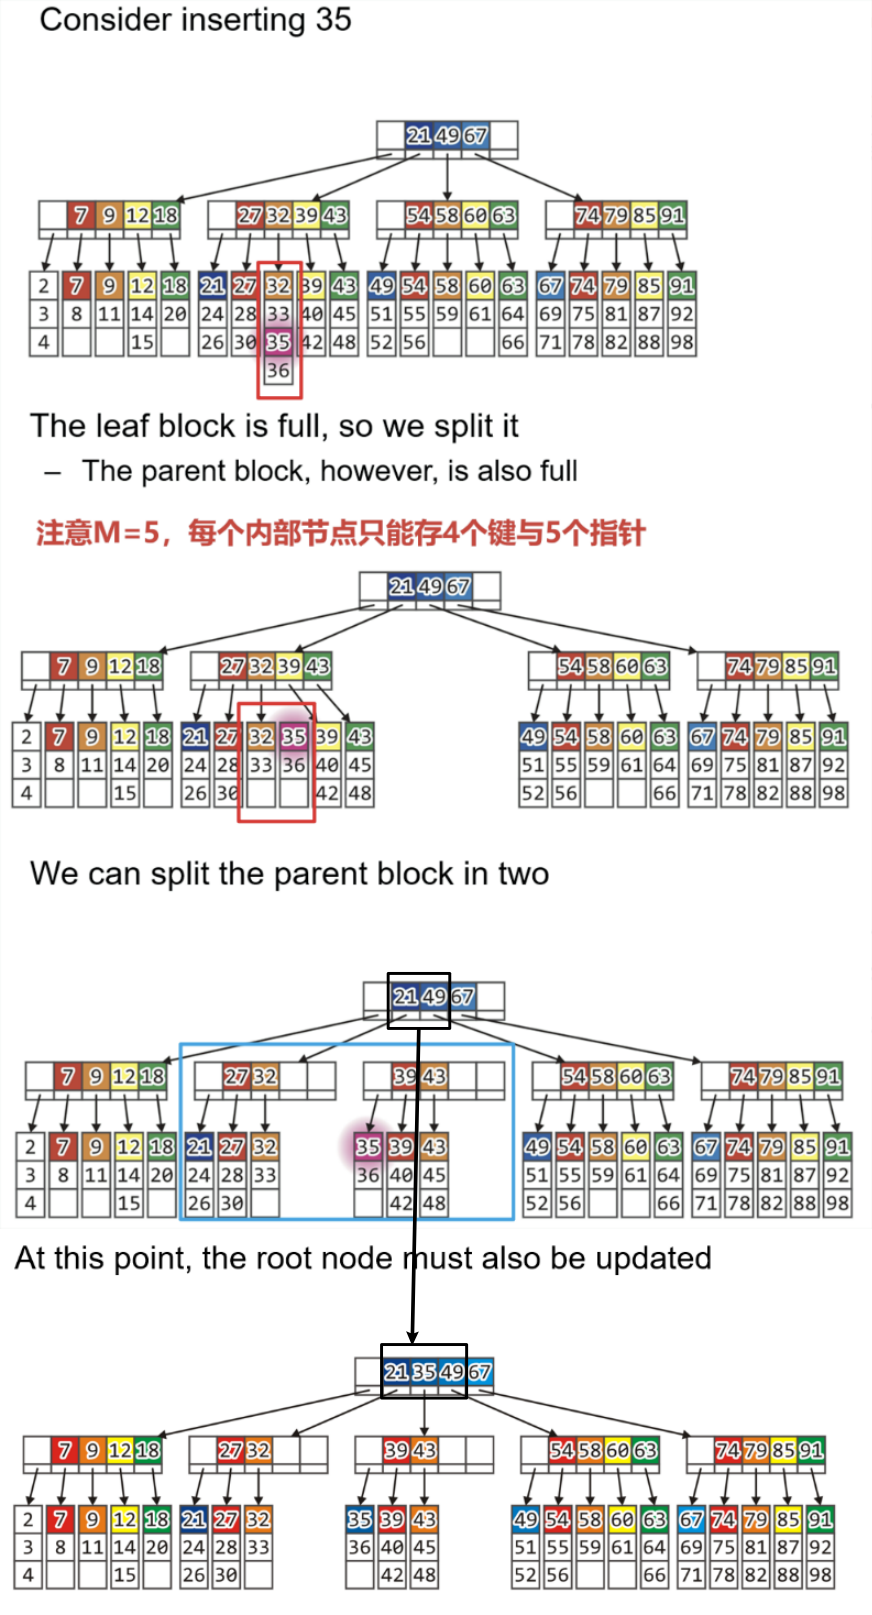 Consider inserting 35
21 49 67
7 9 12 18 27 32 39 43 54 58 60 63 74 79 85 91
2 7 9 12 18 21 27 32 39 43 49 54 58 60 63 67 74 79 85 91
3 8 11 14 20 24 28 33 40 45 51 55 59 61 64 69 75 81 87 92
4 15 26 30 35 42 48 52 56 66 71 78 82 88 98
36
The leaf block is full, so we split it
– The parent block, however, is also full
注意M=5，每个内部节点只能存4个键与5个指针
21 49 67
7 9 12 18 27 32 39 43 54 58 60 63 74 79 85 91
2 7 9 12 18 21 27 32 35 39 43 49 54 58 60 63 67 74 79 85 91
3 8 11 14 20 24 28 33 36 40 45 51 55 59 61 64 69 75 81 87 92
4 15 26 30 42 48 52 56 66 71 78 82 88 98
We can split the parent block in two
21 49 67
7 9 12 18 27 32 39 43 54 58 60 63 74 79 85 91
2 7 9 12 18 21 27 32 35 39 43 49 54 58 60 63 67 74 79 85 91
3 8 11 14 20 24 28 33 36 40 45 51 55 59 61 64 69 75 81 87 92
4 15 26 30 42 48 52 56 66 71 78 82 88 98
At this point, the root node must also be updated
21 35 49 67
7 9 12 18 27 32 39 43 54 58 60 63 74 79 85 91
2 7 9 12 18 21 27 32 35 39 43 49 54 58 60 63 67 74 79 85 91
3 8 11 14 20 24 28 33 36 40 45 51 55 59 61 64 69 75 81 87 92
4 15 26 30 42 48 52 56 66 71 78 82 88 98